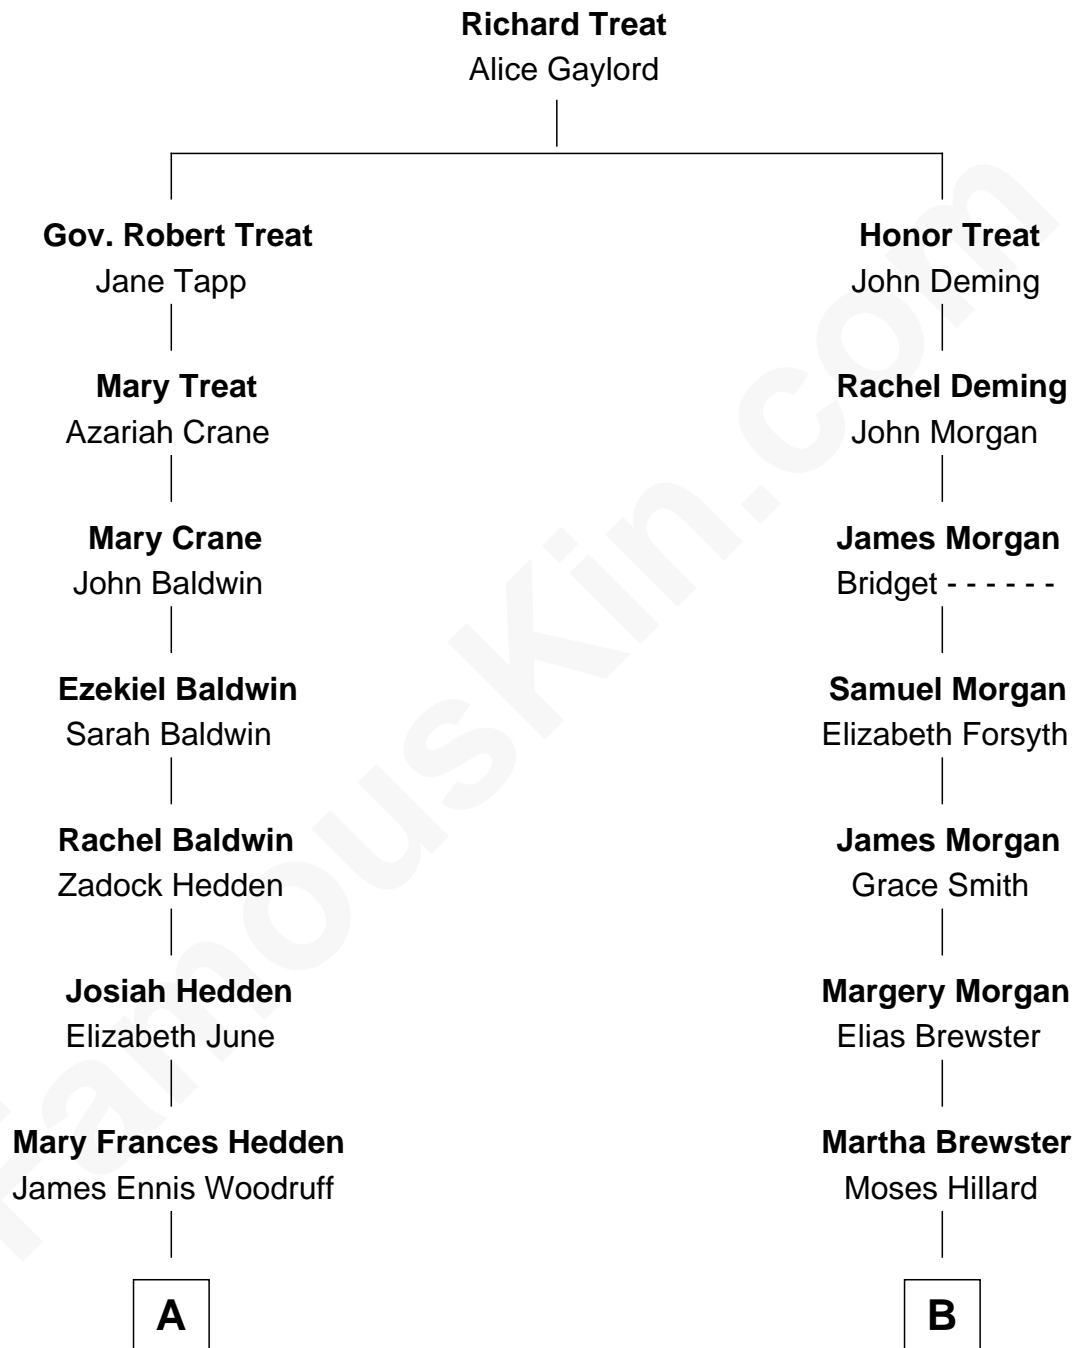 Richard Treat
Alice Gaylord
Gov. Robert Treat
Jane Tapp
Honor Treat
John Deming
Mary Treat
Azariah Crane
Rachel Deming
John Morgan
Mary Crane
John Baldwin
James Morgan
Bridget - - - - - -
Ezekiel Baldwin
Sarah Baldwin
Samuel Morgan
Elizabeth Forsyth
Rachel Baldwin
Zadock Hedden
James Morgan
Grace Smith
Josiah Hedden
Elizabeth June
Margery Morgan
Elias Brewster
Mary Frances Hedden
James Ennis Woodruff
Martha Brewster
Moses Hillard
A
B
FamousKin.com